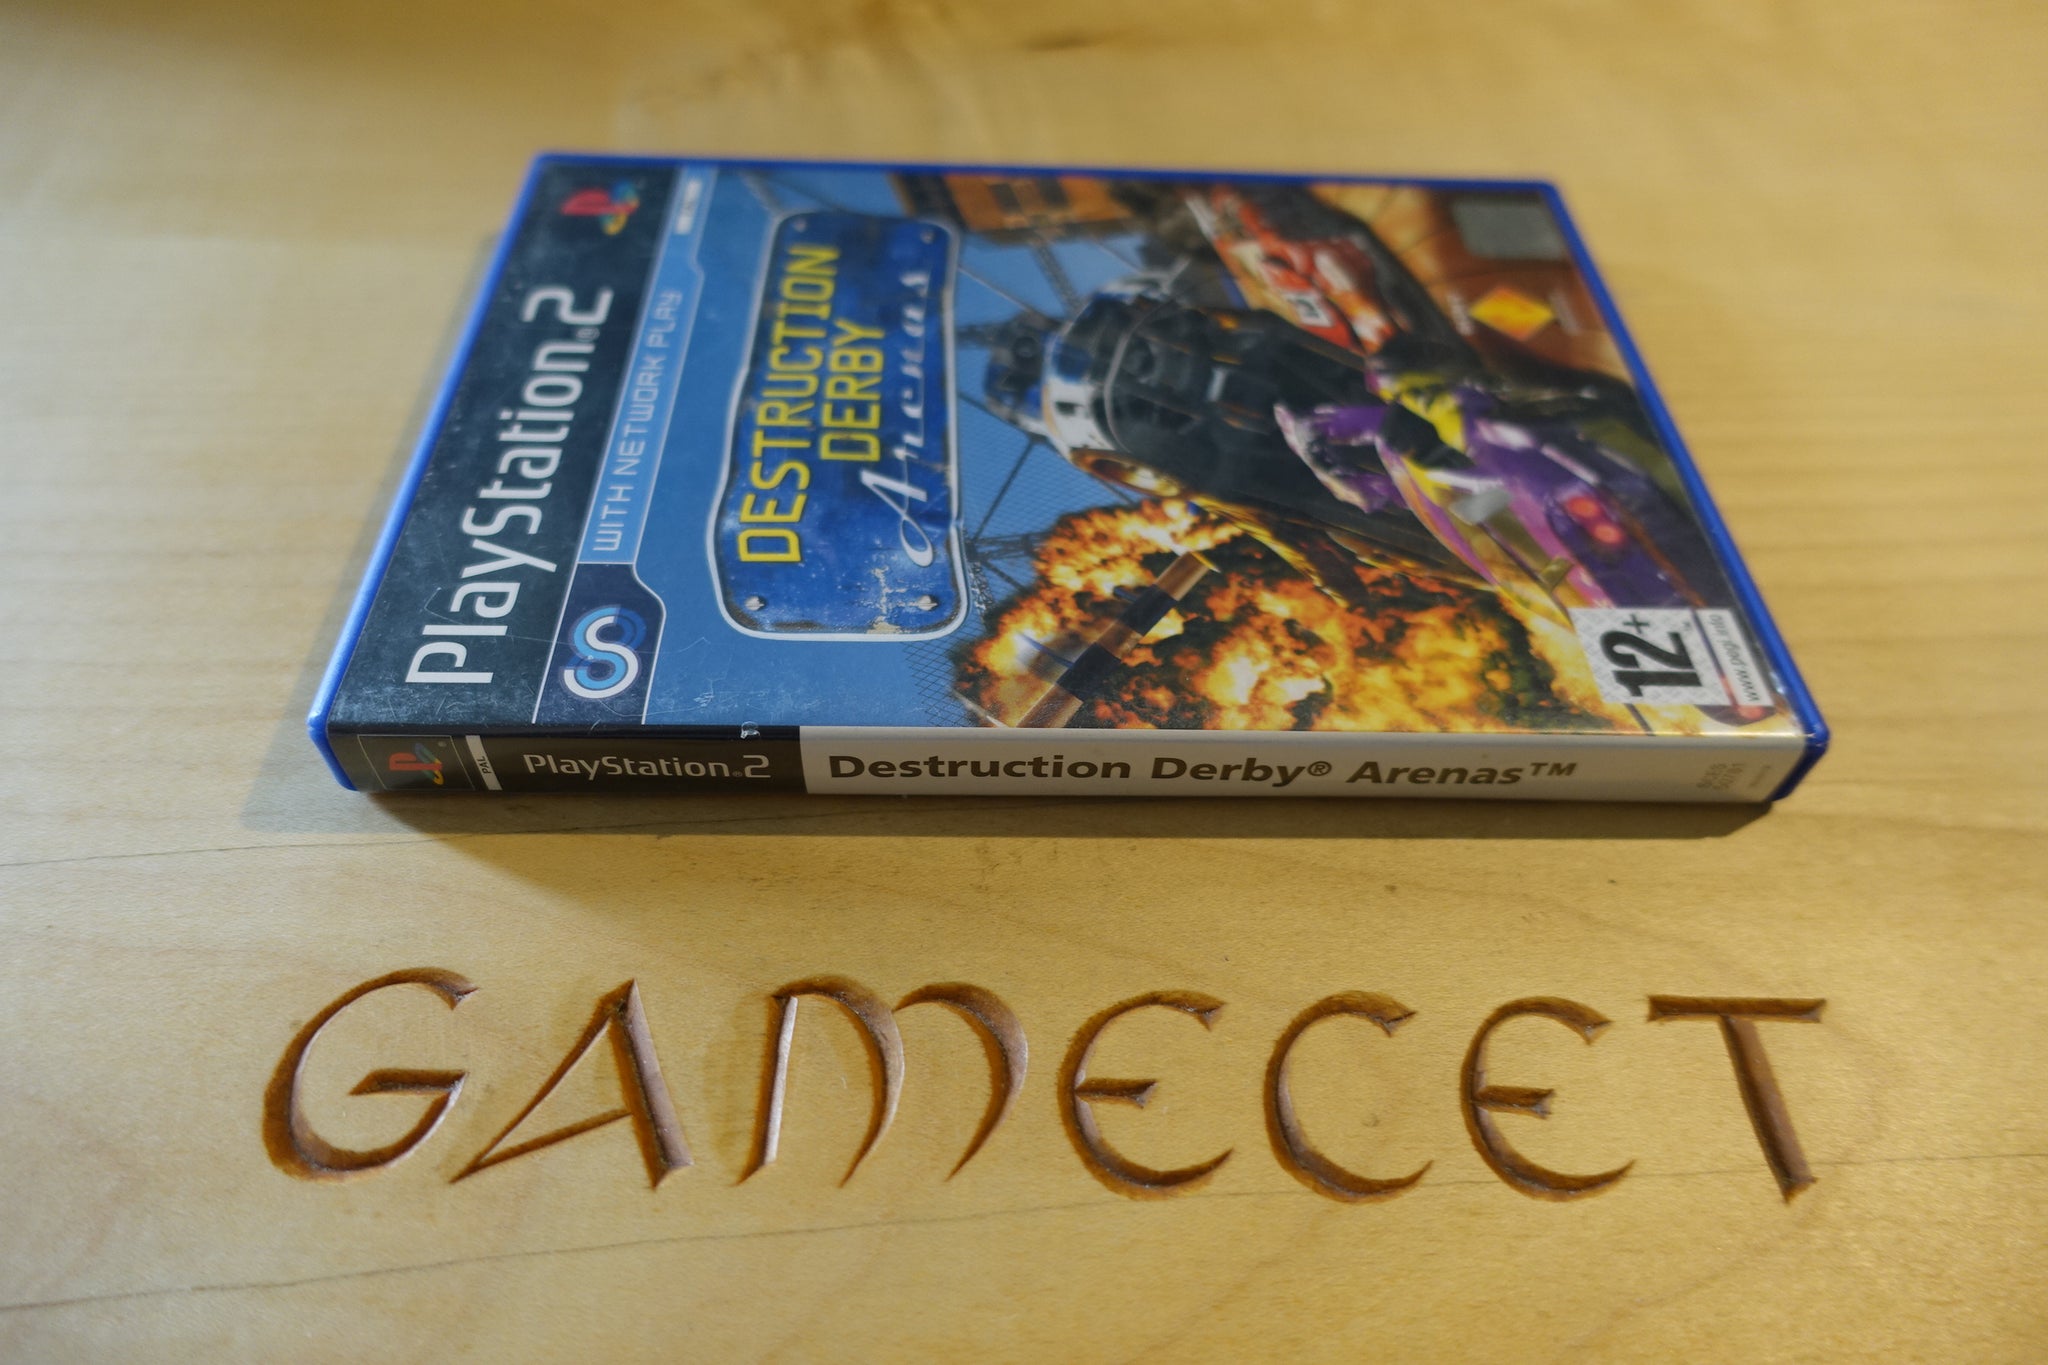 PlayStation®2
WITH NETWORK PLAY
DESTRUCTION
DERBY
Arenas
12+
www.pegi.info
PAL
PlayStation®2
Destruction Derby® Arenas™
GAMECET